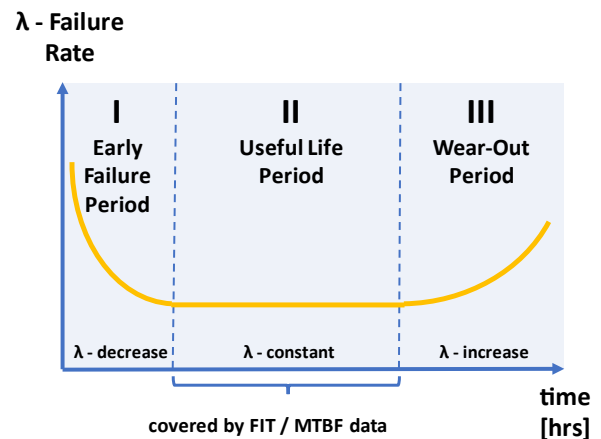 λ - Failure
Rate
I
Early
Failure
Period
II
Useful Life
Period
III
Wear-Out
Period
λ - decrease
λ - constant
λ - increase
time
[hrs]
covered by FIT / MTBF data